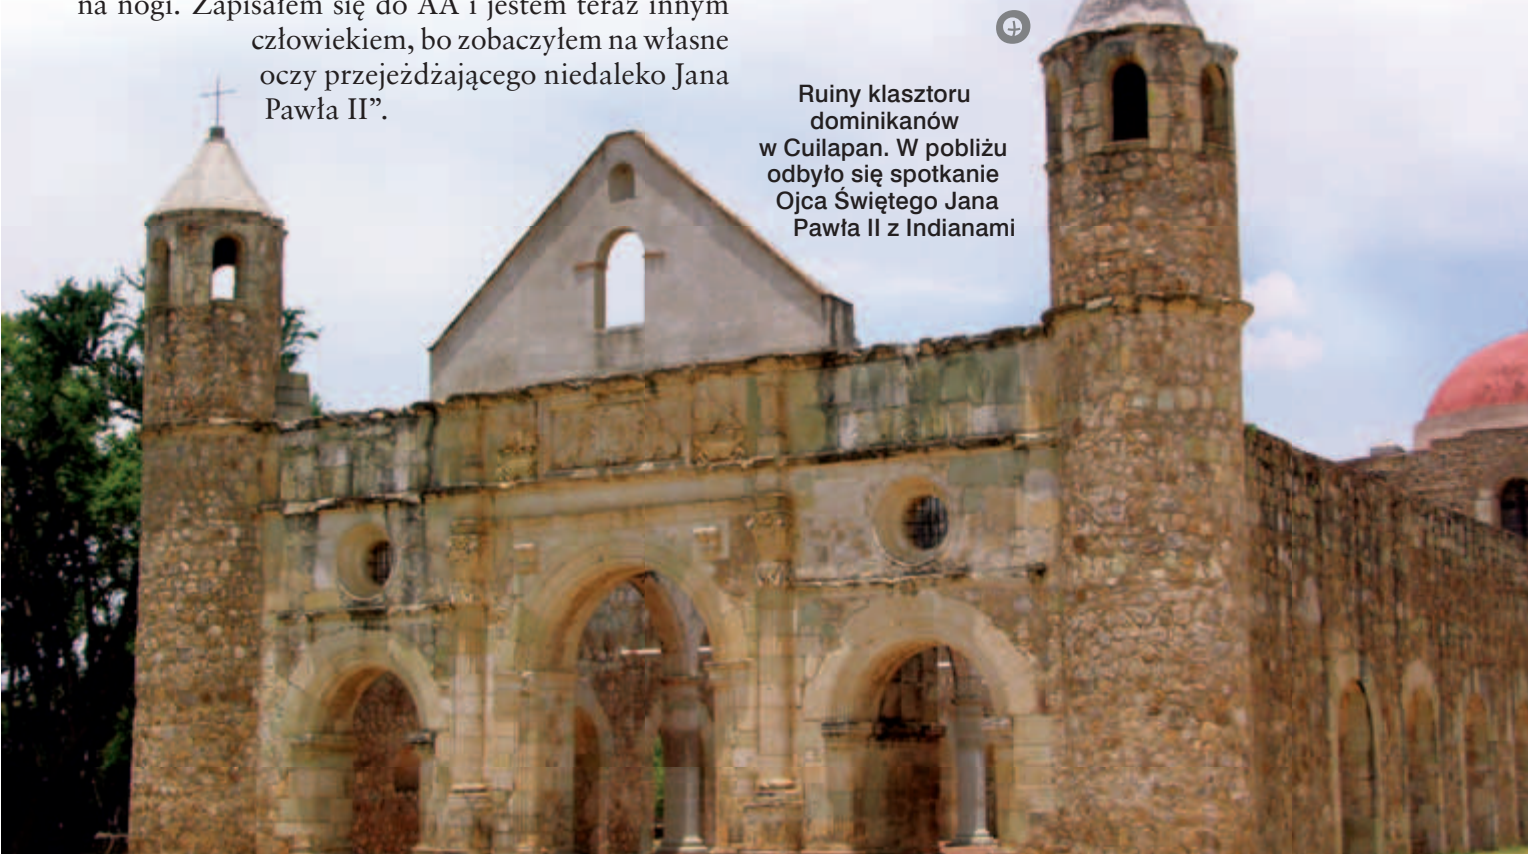 na nogi. Zapisałem się do AA i jestem teraz innym
człowiekiem, bo zobaczyłem na własne
oczy przejeżdżającego niedaleko Jana
Pawła II”.
Ruiny klasztoru
dominikanów
w Cuilapan. W pobliżu
odbyło się spotkanie
Ojca Świętego Jana
Pawła II z Indianami